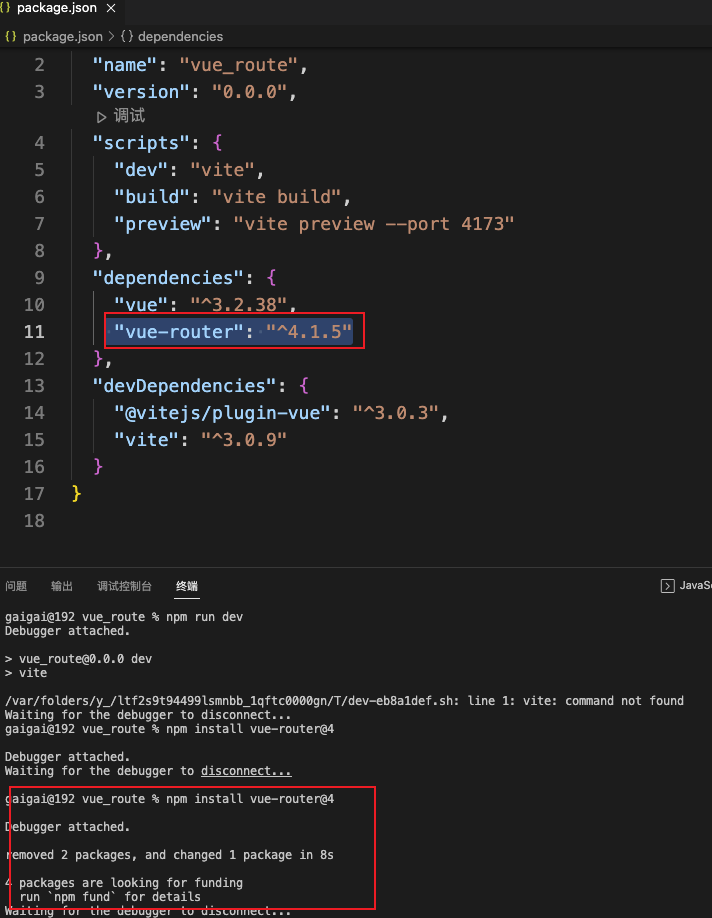 {} package.json ×
{} package.json > {} dependencies
2 "name": "vue_route",
3 "version": "0.0.0",
▷ 调试
4 "scripts": {
5 "dev": "vite",
6 "build": "vite build",
7 "preview": "vite preview --port 4173"
8 },
9 "dependencies": {
10 "vue": "^3.2.38",
11 "vue-router": "^4.1.5"
12 },
13 "devDependencies": {
14 "@vitejs/plugin-vue": "^3.0.3",
15 "vite": "^3.0.9"
16 }
17 }
18
问题 输出 调试控制台 终端 JavaSc
gaigai@192 vue_route % npm run dev
Debugger attached.
> vue_route@0.0.0 dev
> vite
/var/folders/y_/ltf2s9t94499lsmnbb_1qftc0000gn/T/dev-eb8a1def.sh: line 1: vite: command not found
Waiting for the debugger to disconnect...
gaigai@192 vue_route % npm install vue-router@4
Debugger attached.
Waiting for the debugger to disconnect...
gaigai@192 vue_route % npm install vue-router@4
Debugger attached.
removed 2 packages, and changed 1 package in 8s
4 packages are looking for funding
run `npm fund` for details
Waiting for the debugger to disconnect...